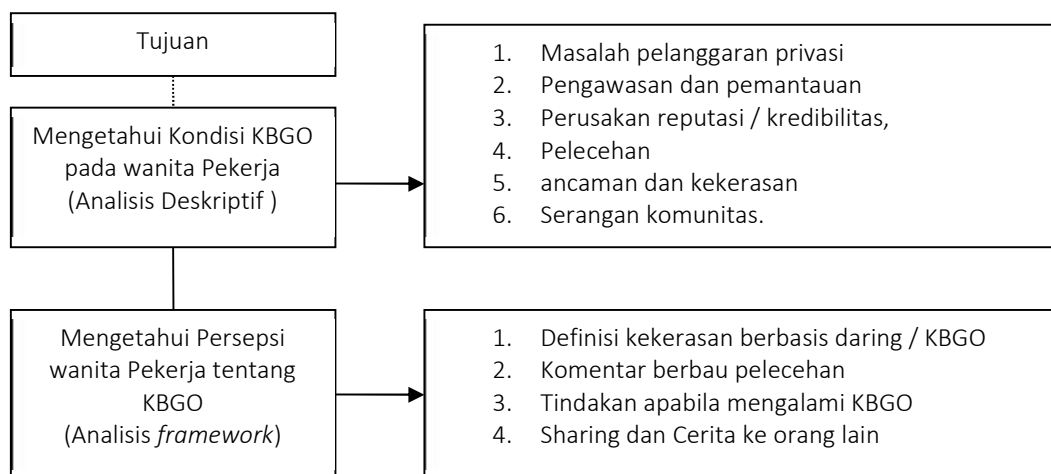 Tujuan
Mengetahui Kondisi KBGO
pada wanita Pekerja
(Analisis Deskriptif )
1. Masalah pelanggaran privasi
2. Pengawasan dan pemantauan
3. Perusakan reputasi / kredibilitas,
4. Pelecehan
5. ancaman dan kekerasan
6. Serangan komunitas.
Mengetahui Persepsi
wanita Pekerja tentang
KBGO
(Analisis framework)
1. Definisi kekerasan berbasis daring / KBGO
2. Komentar berbau pelecehan
3. Tindakan apabila mengalami KBGO
4. Sharing dan Cerita ke orang lain